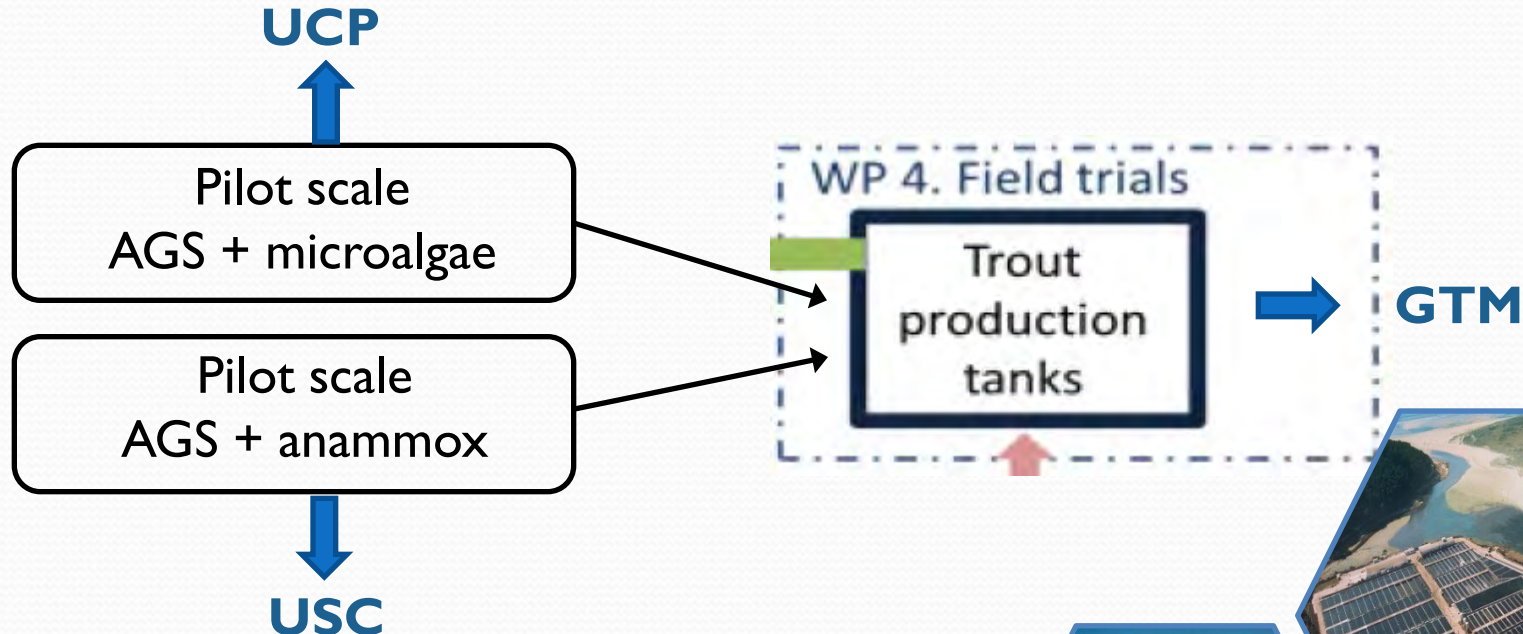 UCP
Pilot scale
AGS + microalgae
Pilot scale
AGS + anammox
USC
WP 4. Field trials
Trout
production
tanks
GTM